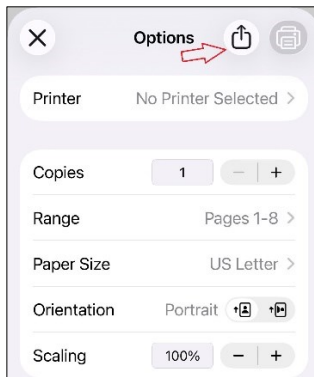 Options
Printer No Printer Selected >
Copies 1 − +
Range Pages 1-8 >
Paper Size US Letter >
Orientation Portrait
Scaling 100% − +